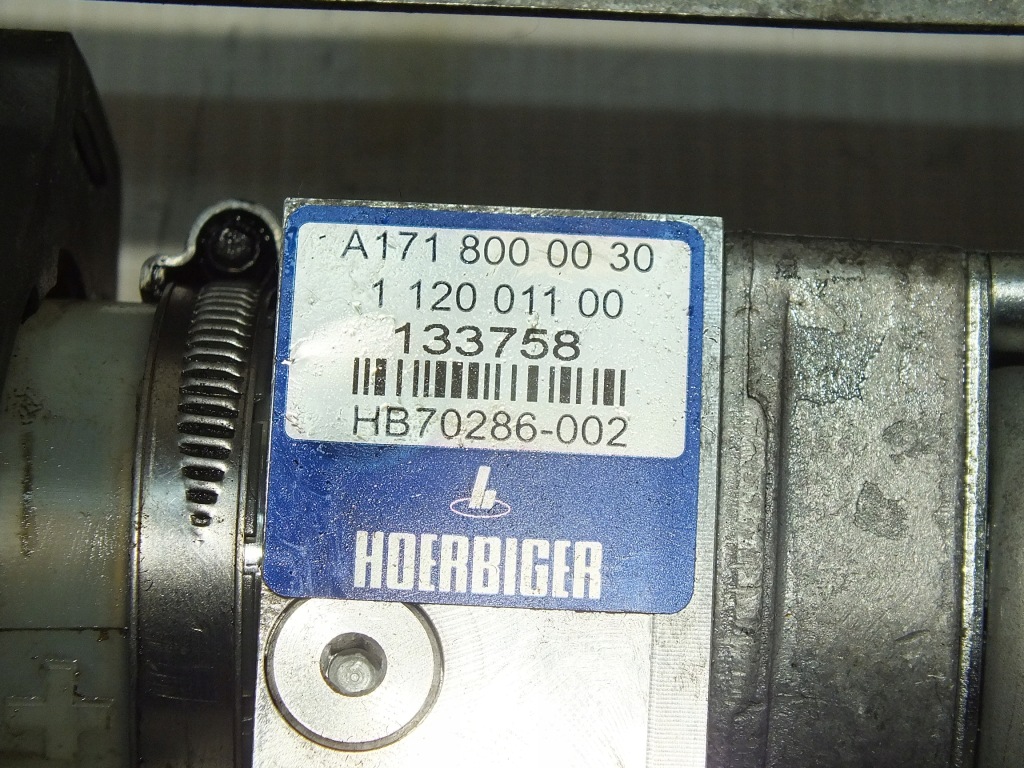 A171 800 00 30
1 120 011 00
133758
HB70286-002
HOERBIGER